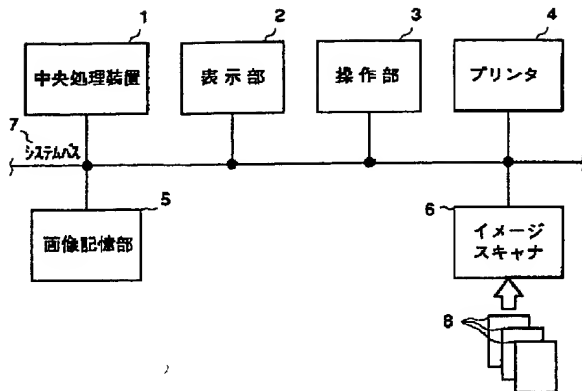 1
2
3
4
中央処理装置
表示部
操作部
プリンタ
7
システムバス
5
6
画像記憶部
イメージ
スキャナ
8